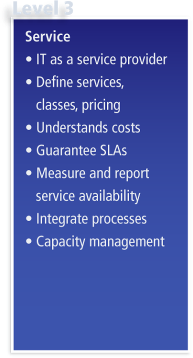 Level 3
Service
• IT as a service provider
• Define services,
classes, pricing
• Understands costs
• Guarantee SLAs
• Measure and report
service availability
• Integrate processes
• Capacity management